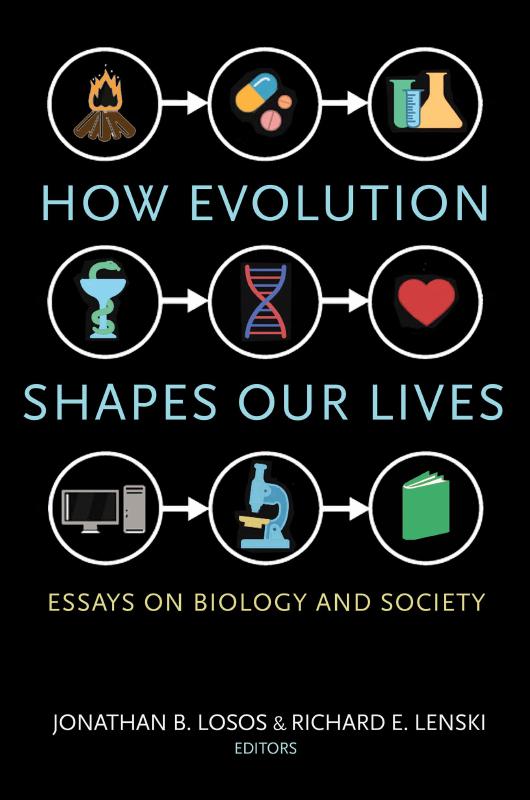 HOW EVOLUTION
SHAPES OUR LIVES
ESSAYS ON BIOLOGY AND SOCIETY
JONATHAN B. LOSOS & RICHARD E. LENSKI
EDITORS